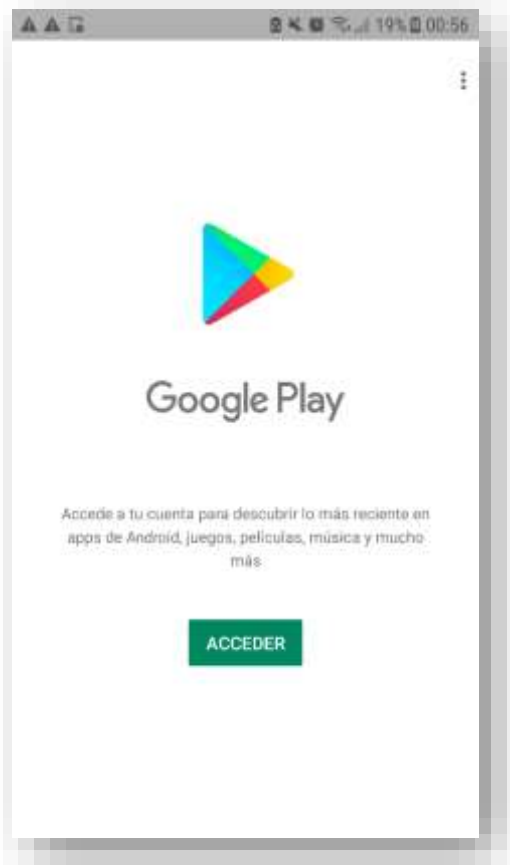 19% 00:56
Google Play
Accede a tu cuenta para descubrir lo más reciente en
apps de Android, juegos, películas, música y mucho
más
ACCEDER